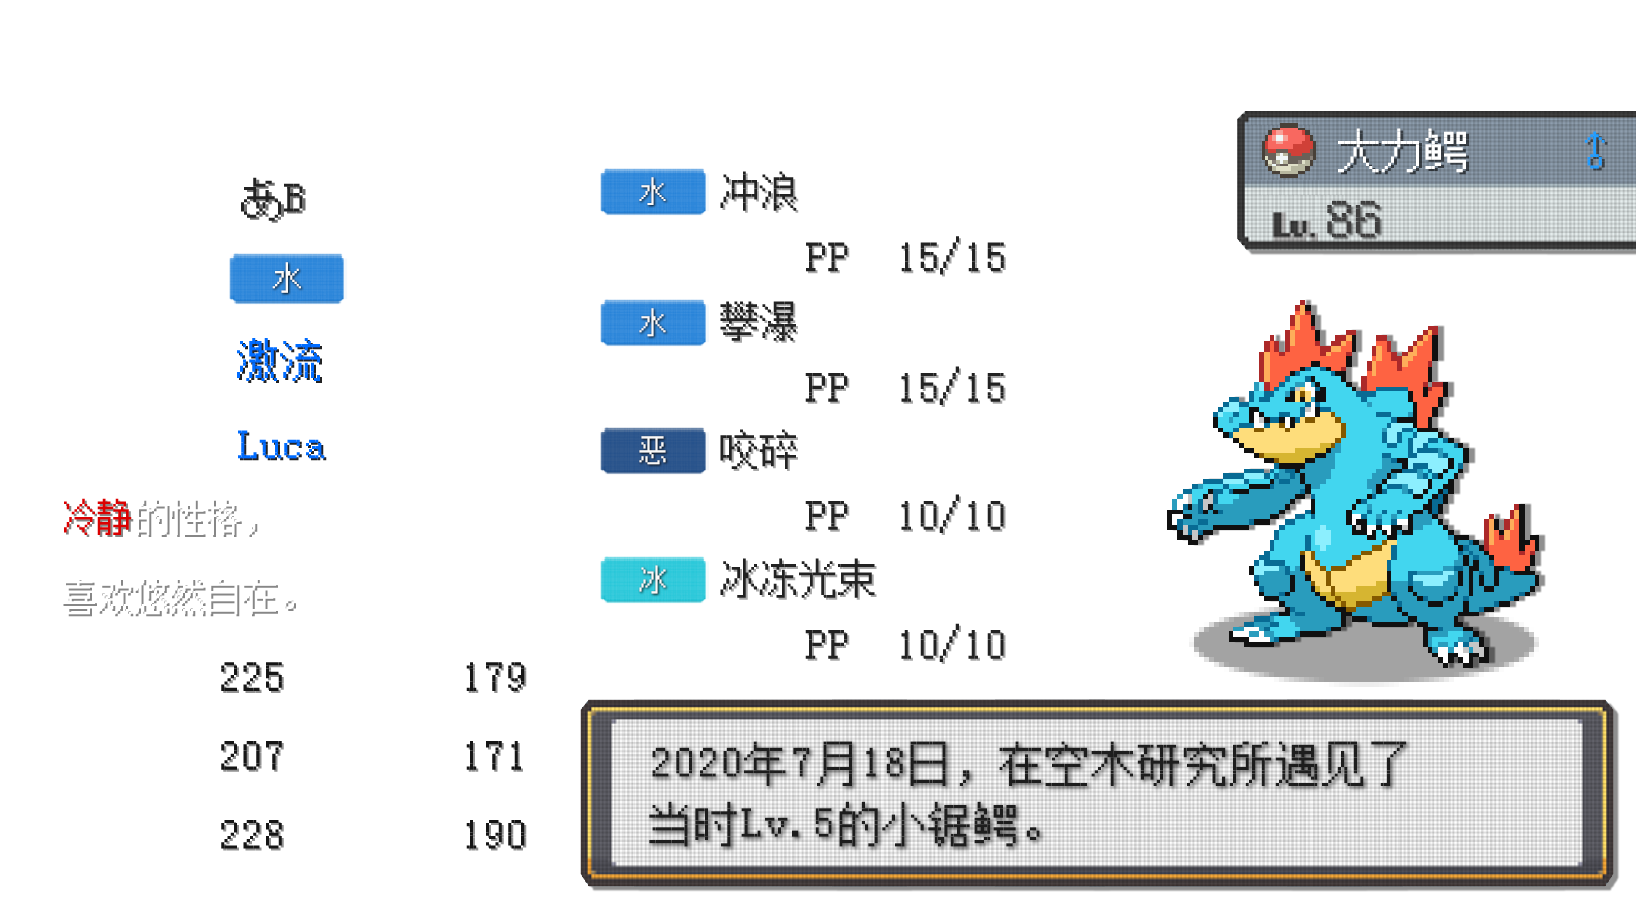 あB
水
激流
Luca
冷静的性格，
喜欢悠然自在。
225 179
207 171
228 190
水 冲浪
PP 15/15
水 攀瀑
PP 15/15
恶 咬碎
PP 10/10
冰 冰冻光束
PP 10/10
大力鳄 ♂
Lv. 86
2020年7月18日，在空木研究所遇见了
当时Lv.5的小锯鳄。